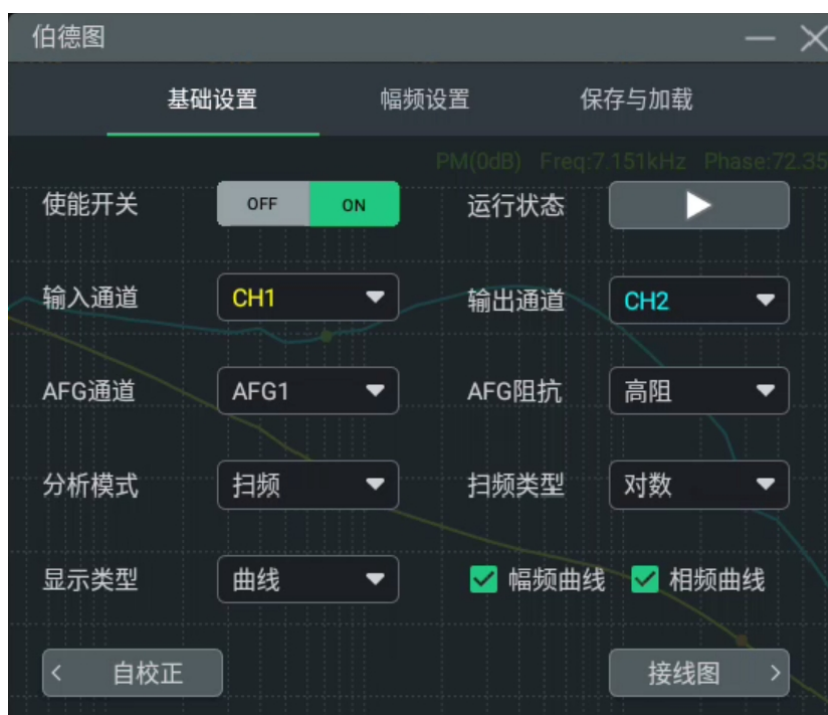 伯德图
基础设置 幅频设置 保存与加载
PM(0dB) Freq:7.151kHz Phase:72.35
使能开关 OFF ON 运行状态
输入通道 CH1 输出通道 CH2
AFG通道 AFG1 AFG阻抗 高阻
分析模式 扫频 扫频类型 对数
显示类型 曲线 幅频曲线 相频曲线
< 自校正 接线图 >